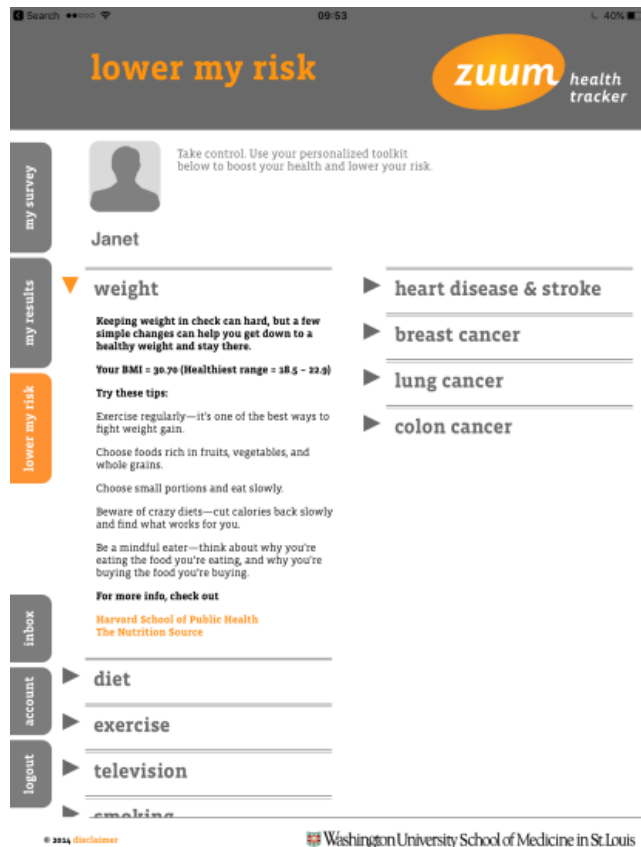 Search
09:53
40%
lower my risk
zuum health
tracker
my survey
my results
lower my risk
inbox
account
logout
Take control. Use your personalized toolkit
below to boost your health and lower your risk.
Janet
weight
Keeping weight in check can hard, but a few
simple changes can help you get down to a
healthy weight and stay there.
Your BMI = 30.70 (Healthiest range = 18.5 – 22.9)
Try these tips:
Exercise regularly—it's one of the best ways to
fight weight gain.
Choose foods rich in fruits, vegetables, and
whole grains.
Choose small portions and eat slowly.
Beware of crazy diets—cut calories back slowly
and find what works for you.
Be a mindful eater—think about why you're
eating the food you're eating, and why you're
buying the food you're buying.
For more info, check out
Harvard School of Public Health
The Nutrition Source
diet
exercise
television
smoking
heart disease & stroke
breast cancer
lung cancer
colon cancer
© 2014 disclaimer
Washington University School of Medicine in St. Louis